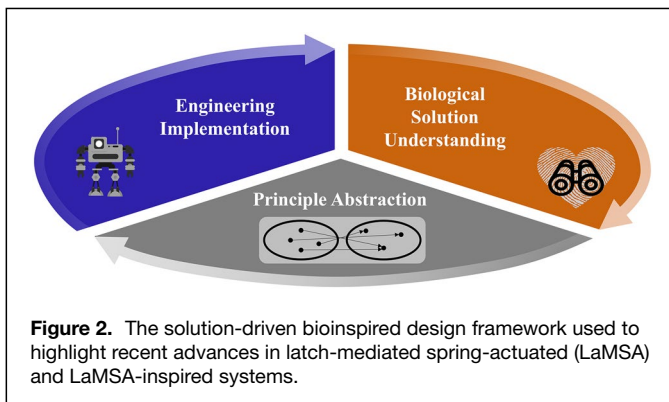 Engineering
Implementation
Biological
Solution
Understanding
Principle Abstraction
Figure 2. The solution-driven bioinspired design framework used to
highlight recent advances in latch-mediated spring-actuated (LaMSA)
and LaMSA-inspired systems.